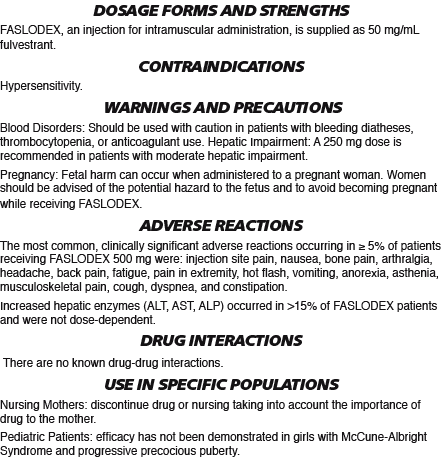 DOSAGE FORMS AND STRENGTHS
FASLODEX, an injection for intramuscular administration, is supplied as 50 mg/mL
fulvestrant.
CONTRAINDICATIONS
Hypersensitivity.
WARNINGS AND PRECAUTIONS
Blood Disorders: Should be used with caution in patients with bleeding diatheses,
thrombocytopenia, or anticoagulant use. Hepatic Impairment: A 250 mg dose is
recommended in patients with moderate hepatic impairment.
Pregnancy: Fetal harm can occur when administered to a pregnant woman. Women
should be advised of the potential hazard to the fetus and to avoid becoming pregnant
while receiving FASLODEX.
ADVERSE REACTIONS
The most common, clinically significant adverse reactions occurring in ≥ 5% of patients
receiving FASLODEX 500 mg were: injection site pain, nausea, bone pain, arthralgia,
headache, back pain, fatigue, pain in extremity, hot flash, vomiting, anorexia, asthenia,
musculoskeletal pain, cough, dyspnea, and constipation.
Increased hepatic enzymes (ALT, AST, ALP) occurred in >15% of FASLODEX patients
and were not dose-dependent.
DRUG INTERACTIONS
There are no known drug-drug interactions.
USE IN SPECIFIC POPULATIONS
Nursing Mothers: discontinue drug or nursing taking into account the importance of
drug to the mother.
Pediatric Patients: efficacy has not been demonstrated in girls with McCune-Albright
Syndrome and progressive precocious puberty.